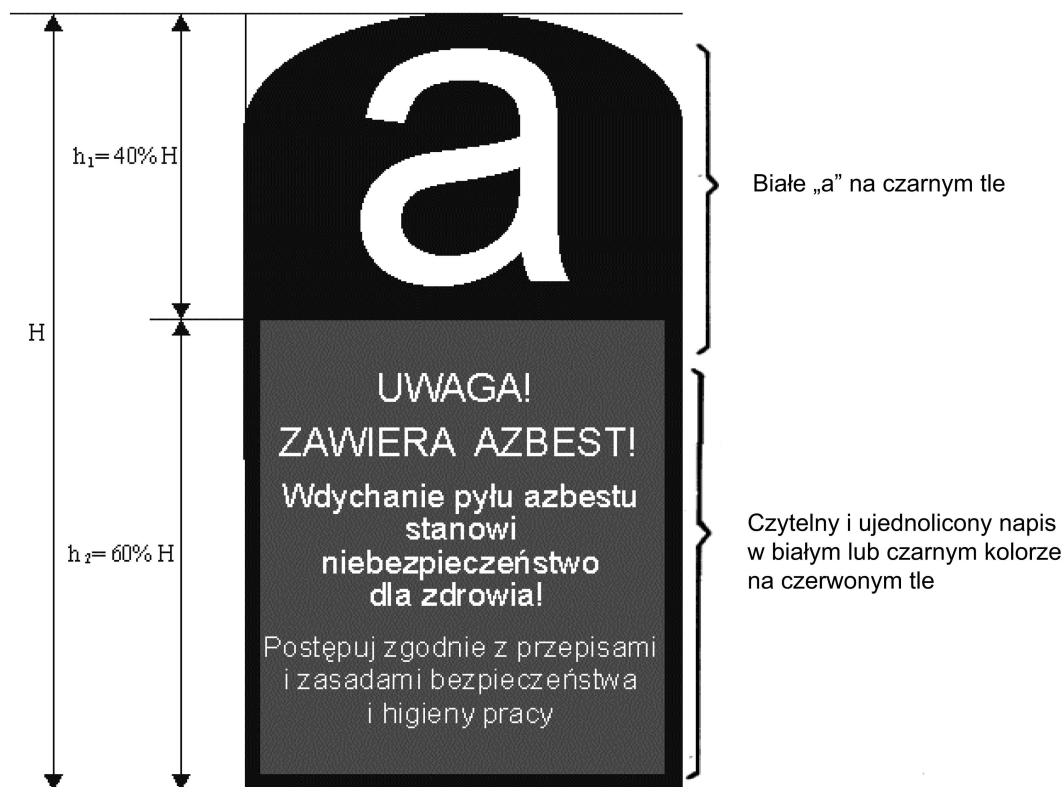 a
h₁= 40% H
Białe „a” na czarnym tle
H
UWAGA!
ZAWIERA AZBEST!
Wdychanie pyłu azbestu
stanowi
niebezpieczeństwo
dla zdrowia!
Postępuj zgodnie z przepisami
i zasadami bezpieczeństwa
i higieny pracy
h₂= 60% H
Czytelny i ujednolicony napis
w białym lub czarnym kolorze
na czerwonym tle